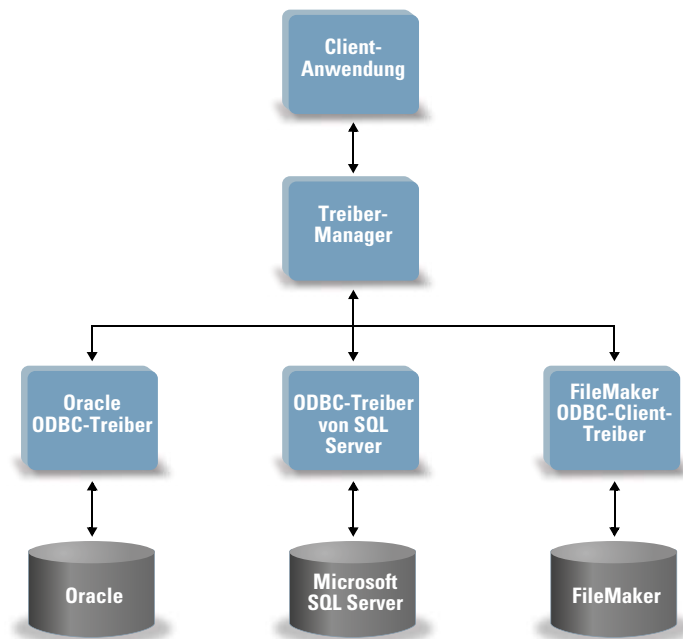 Client-
Anwendung
Treiber-
Manager
Oracle
ODBC-Treiber
ODBC-Treiber
von SQL
Server
FileMaker
ODBC-Client-
Treiber
Oracle
Microsoft
SQL Server
FileMaker